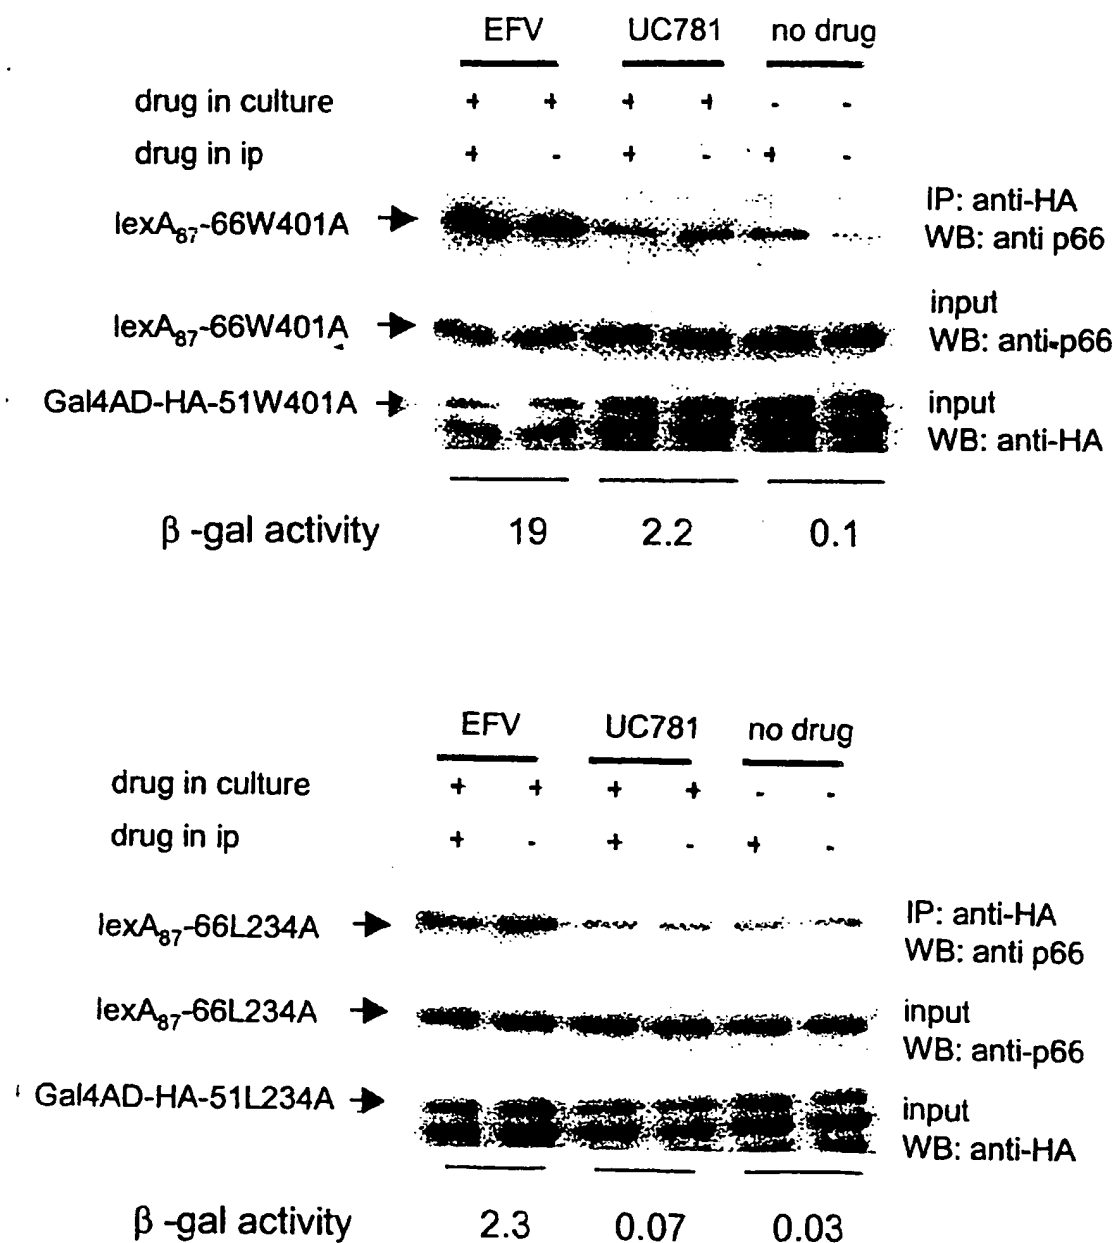 EFV UC781 no drug
drug in culture + + + + - -
drug in ip + - + - + -
lexA₈₇-66W401A
IP: anti-HA
WB: anti p66
lexA₈₇-66W401A
input
WB: anti-p66
Gal4AD-HA-51W401A
input
WB: anti-HA
β -gal activity 19 2.2 0.1
EFV UC781 no drug
drug in culture + + + + - -
drug in ip + - + - + -
lexA₈₇-66L234A
IP: anti-HA
WB: anti p66
lexA₈₇-66L234A
input
WB: anti-p66
Gal4AD-HA-51L234A
input
WB: anti-HA
β -gal activity 2.3 0.07 0.03